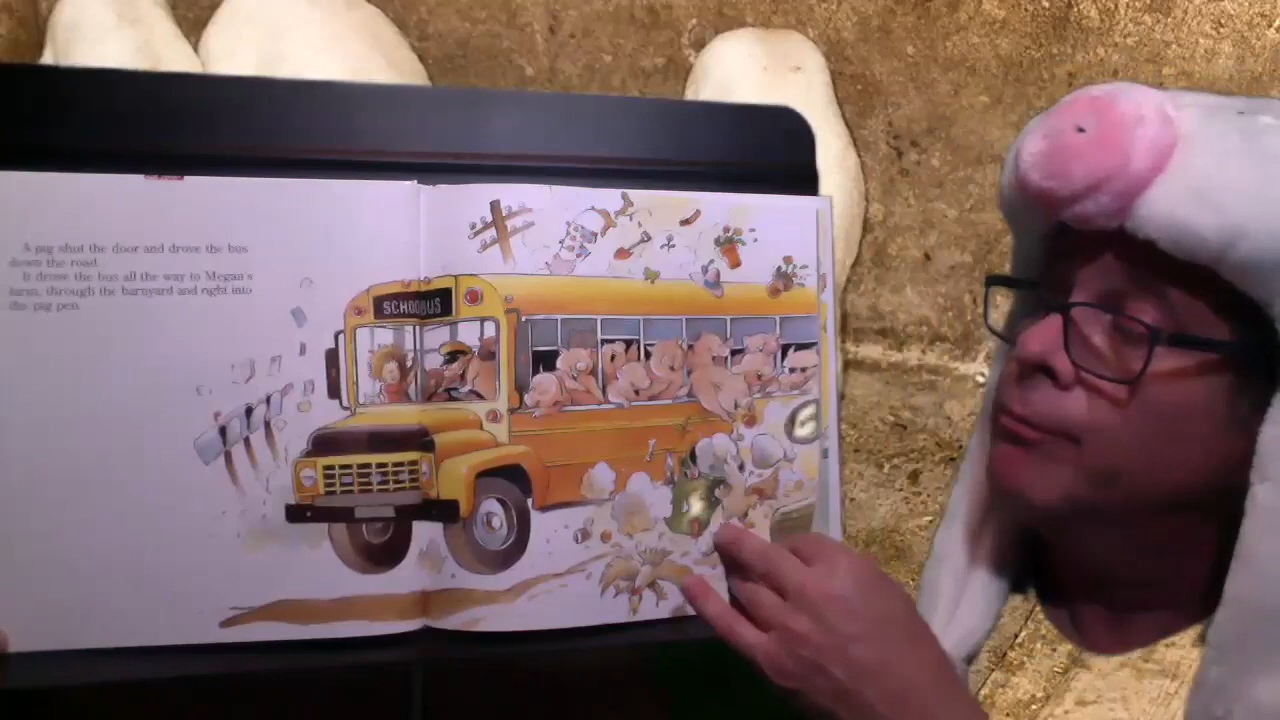 A pig shut the door and drove the bus
down the road.
It drove the bus all the way to Megan's
farm, through the barnyard and right into
the pig pen.
SCHOOLBUS